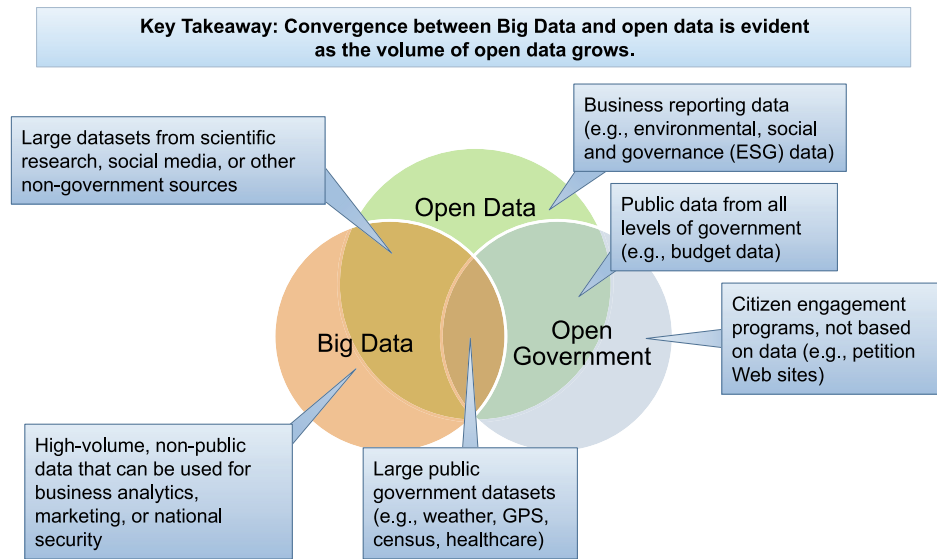 Key Takeaway: Convergence between Big Data and open data is evident
as the volume of open data grows.
Large datasets from scientific
research, social media, or other
non-government sources
Business reporting data
(e.g., environmental, social
and governance (ESG) data)
Open Data
Public data from all
levels of government
(e.g., budget data)
Big Data
Open
Government
Citizen engagement
programs, not based
on data (e.g., petition
Web sites)
High-volume, non-public
data that can be used for
business analytics,
marketing, or national
security
Large public
government datasets
(e.g., weather, GPS,
census, healthcare)